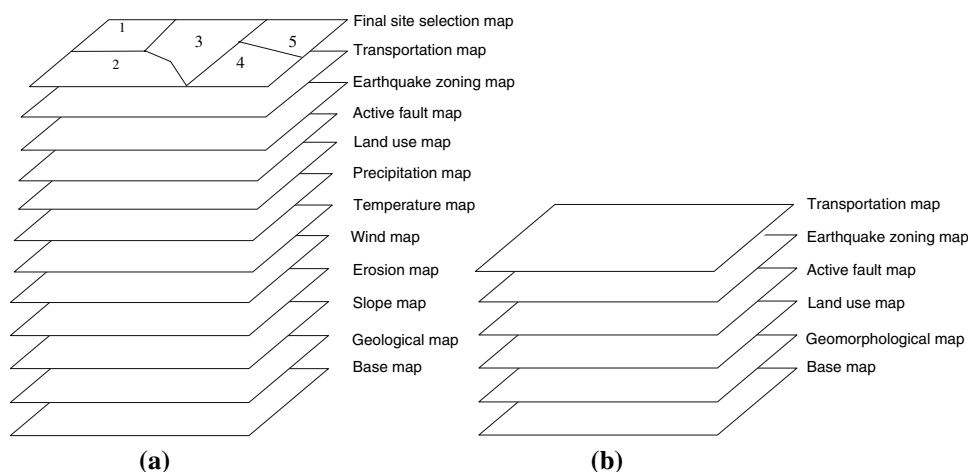 1
2
3
4
5
Final site selection map
Transportation map
Earthquake zoning map
Active fault map
Land use map
Precipitation map
Temperature map
Wind map
Erosion map
Slope map
Geological map
Base map
(a)
Transportation map
Earthquake zoning map
Active fault map
Land use map
Geomorphological map
Base map
(b)